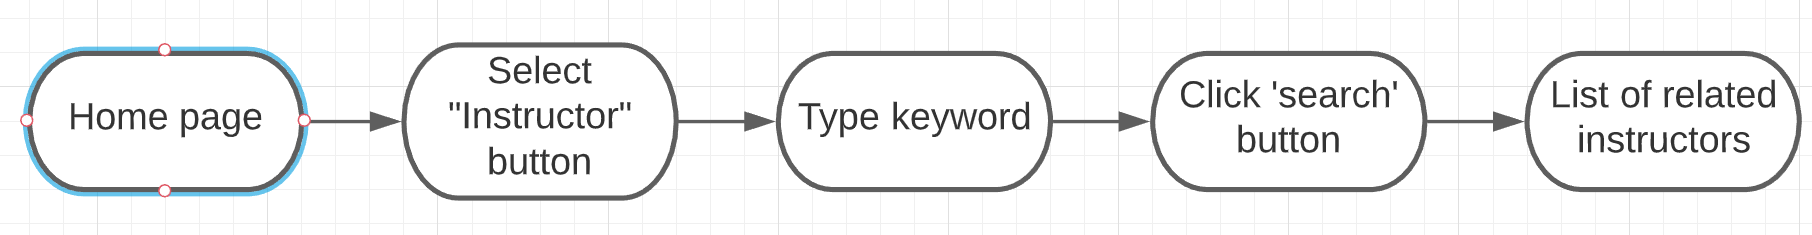 Home page
Select
"Instructor"
button
Type keyword
Click 'search'
button
List of related
instructors